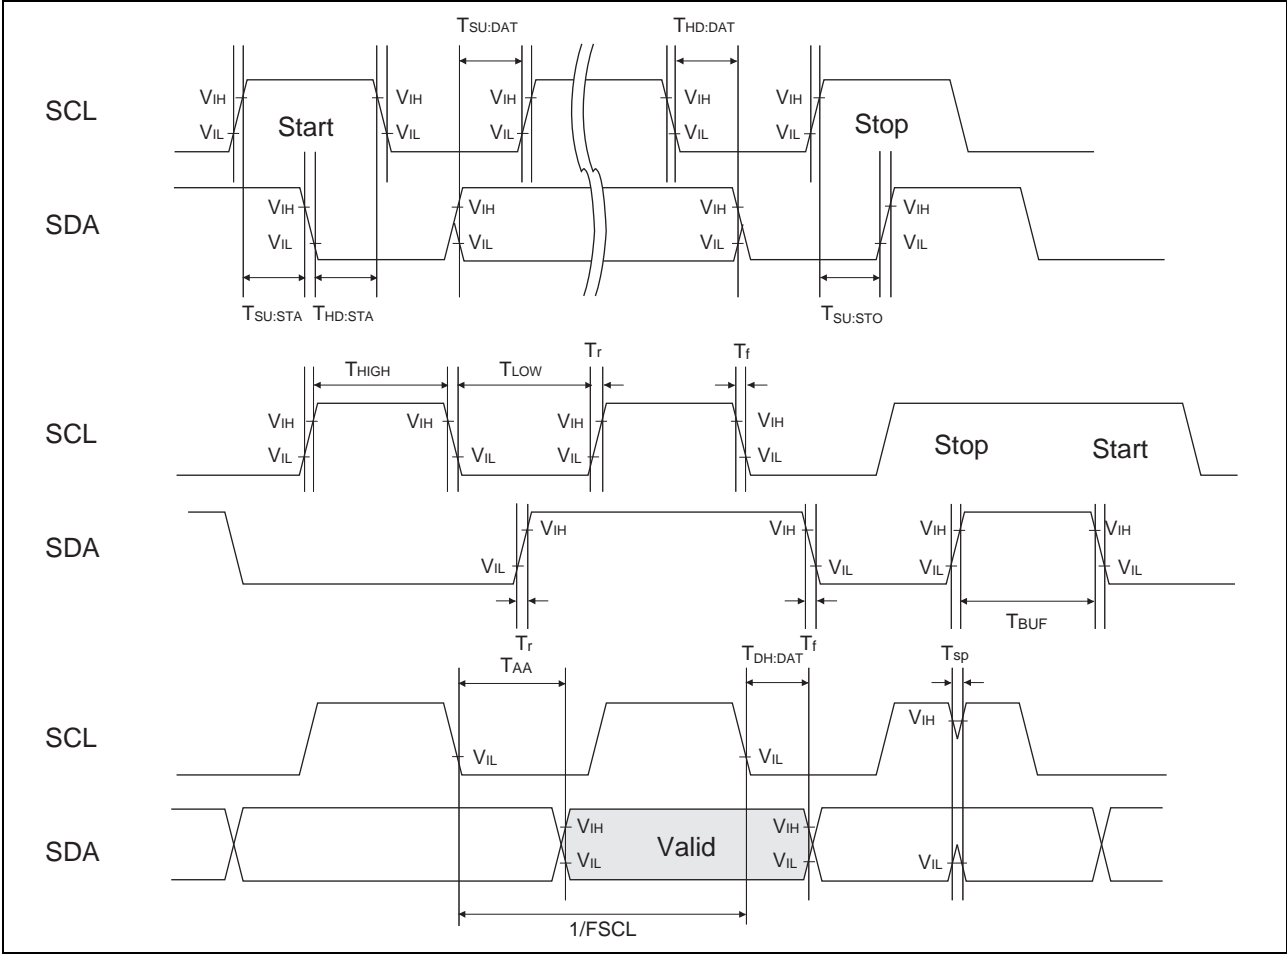 TSU:DAT THD:DAT
SCL VIH VIH VIH VIH VIH
VIL Start VIL VIL VIL VIL Stop
SDA VIH VIH VIH VIH
VIL VIL VIL VIL
TSU:STA THD:STA TSU:STO
THIGH TLOW Tr Tf
SCL VIH VIH VIH VIH
VIL VIL VIL VIL Stop Start
SDA VIH VIH VIH VIH
VIL VIL VIL VIL
TBUF
Tr Tf
TAA TDH:DAT Tsp
SCL VIH
VIL VIL
SDA VIH Valid VIH
VIL VIL VIL
1/FSCL